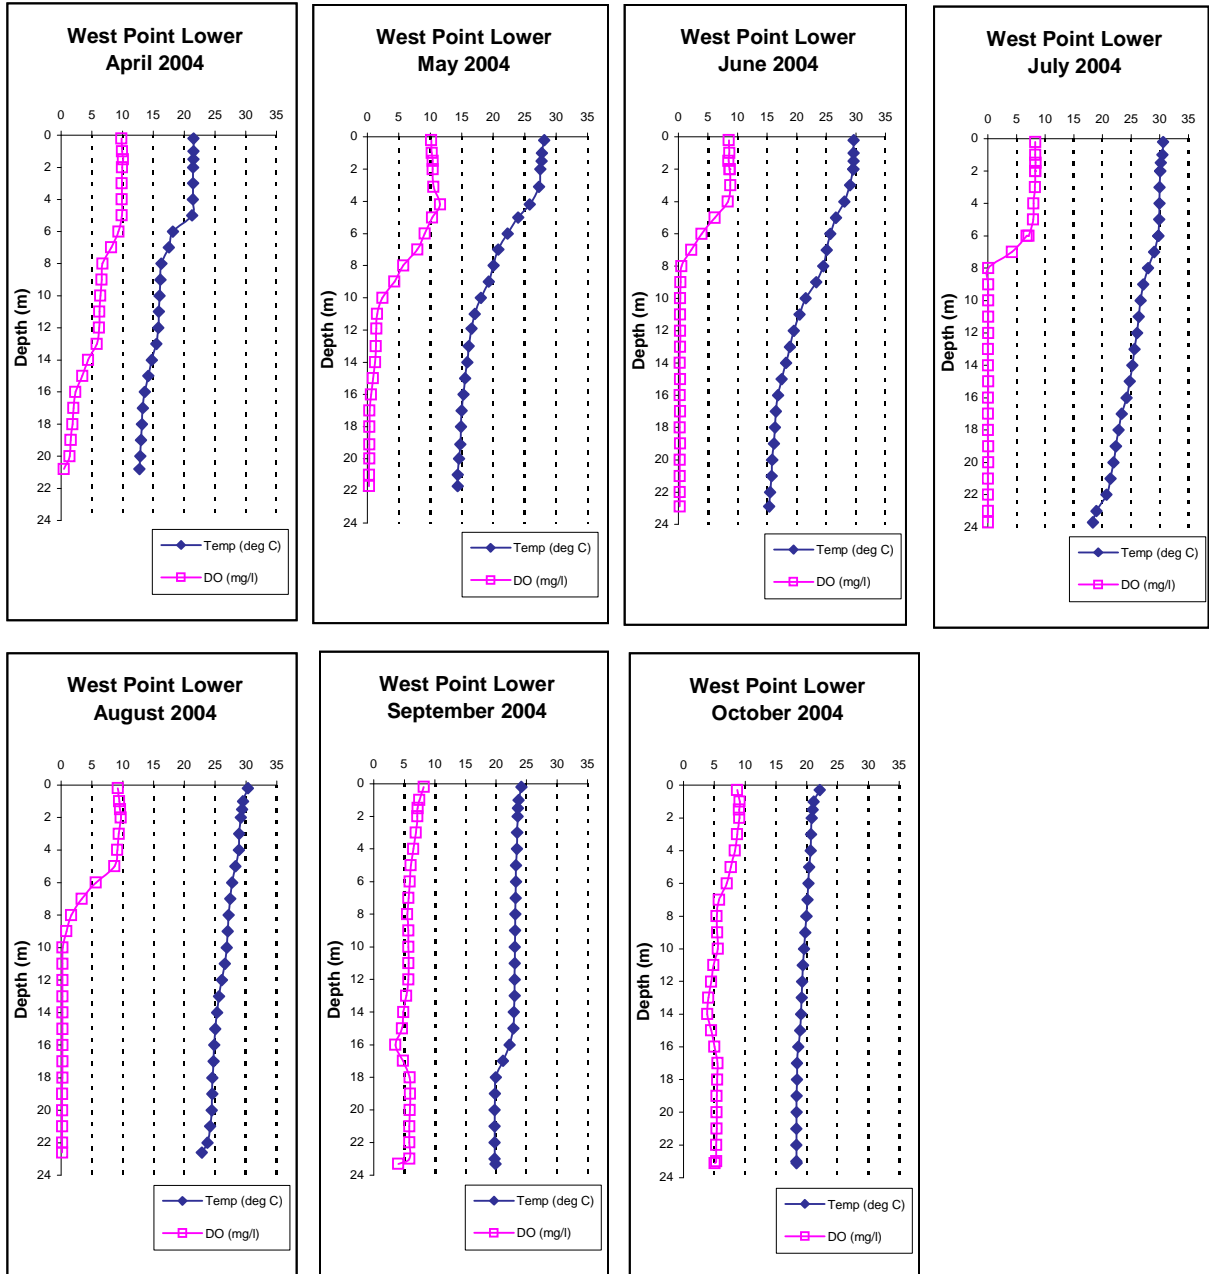 West Point Lower
April 2004
0 5 10 15 20 25 30 35
0
2
4
6
8
10
12
14
16
18
20
22
24
Depth (m)
Temp (deg C)
DO (mg/l)
West Point Lower
May 2004
0 5 10 15 20 25 30 35
0
2
4
6
8
10
12
14
16
18
20
22
24
Depth (m)
Temp (deg C)
DO (mg/l)
West Point Lower
June 2004
0 5 10 15 20 25 30 35
0
2
4
6
8
10
12
14
16
18
20
22
24
Depth (m)
Temp (deg C)
DO (mg/l)
West Point Lower
July 2004
0 5 10 15 20 25 30 35
0
2
4
6
8
10
12
14
16
18
20
22
24
Depth (m)
Temp (deg C)
DO (mg/l)
West Point Lower
August 2004
0 5 10 15 20 25 30 35
0
2
4
6
8
10
12
14
16
18
20
22
24
Depth (m)
Temp (deg C)
DO (mg/l)
West Point Lower
September 2004
0 5 10 15 20 25 30 35
0
2
4
6
8
10
12
14
16
18
20
22
24
Depth (m)
Temp (deg C)
DO (mg/l)
West Point Lower
October 2004
0 5 10 15 20 25 30 35
0
2
4
6
8
10
12
14
16
18
20
22
24
Depth (m)
Temp (deg C)
DO (mg/l)